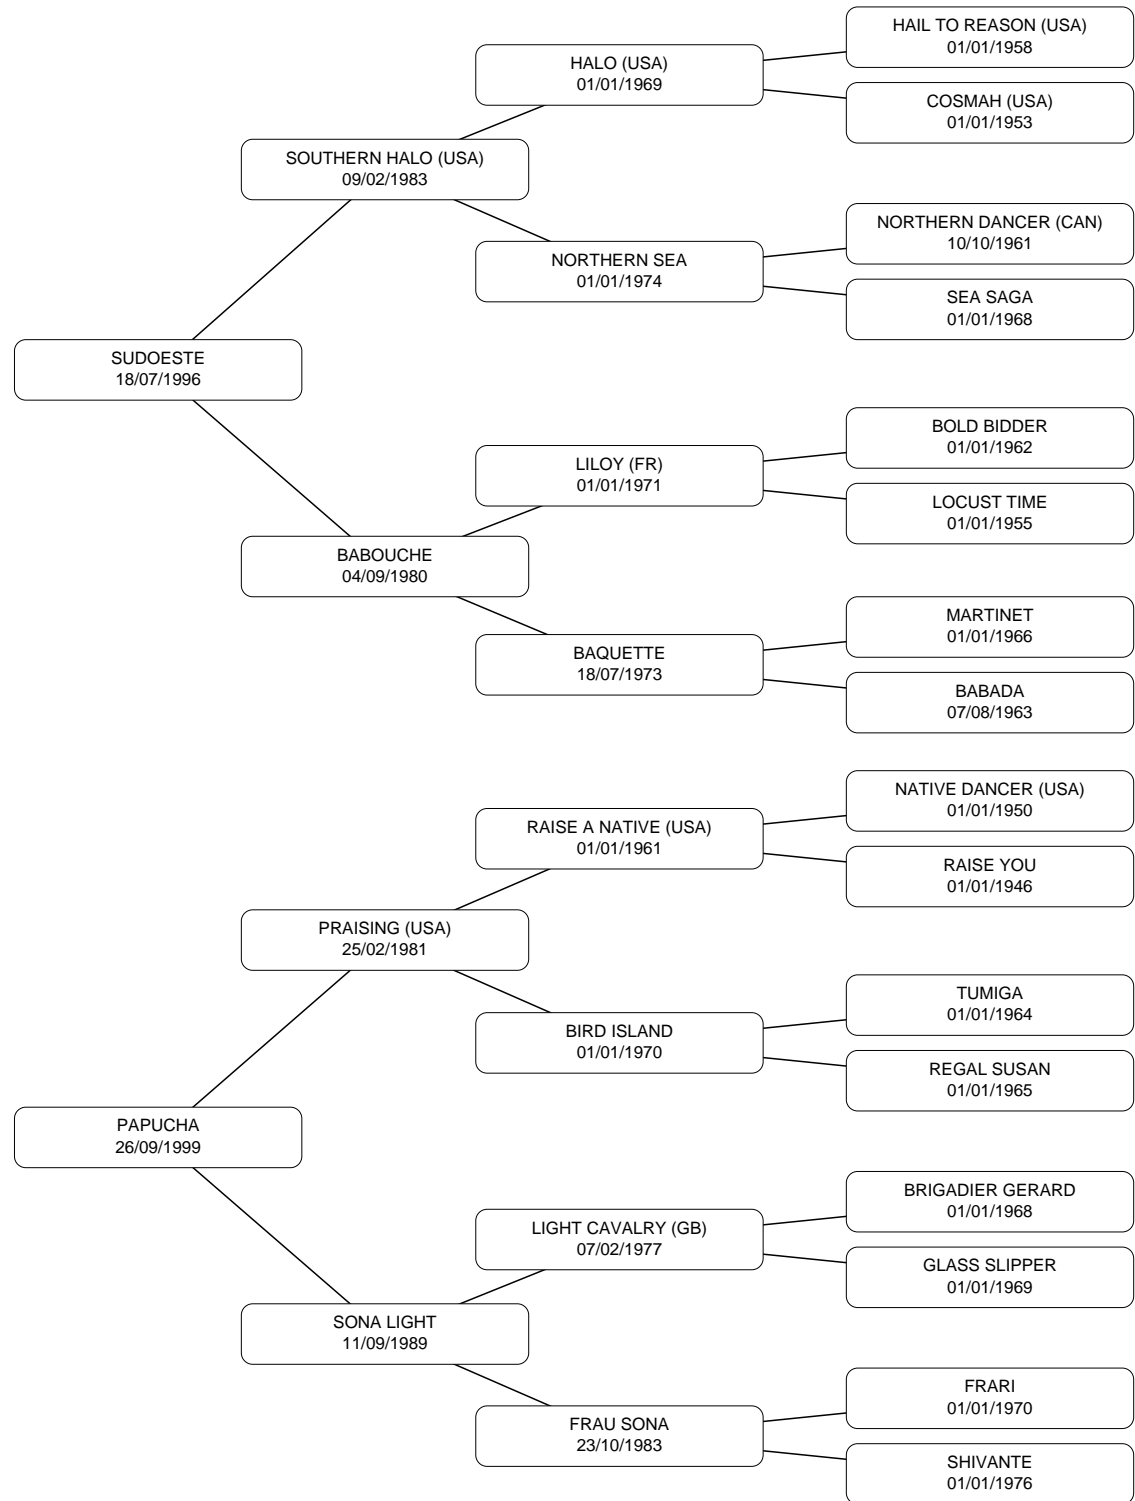 HAIL TO REASON (USA)
01/01/1958
HALO (USA)
01/01/1969
COSMAH (USA)
01/01/1953
SOUTHERN HALO (USA)
09/02/1983
NORTHERN DANCER (CAN)
10/10/1961
NORTHERN SEA
01/01/1974
SEA SAGA
01/01/1968
SUDOESTE
18/07/1996
BOLD BIDDER
01/01/1962
LILOY (FR)
01/01/1971
LOCUST TIME
01/01/1955
BABOUCHE
04/09/1980
MARTINET
01/01/1966
BAQUETTE
18/07/1973
BABADA
07/08/1963
NATIVE DANCER (USA)
01/01/1950
RAISE A NATIVE (USA)
01/01/1961
RAISE YOU
01/01/1946
PRAISING (USA)
25/02/1981
TUMIGA
01/01/1964
BIRD ISLAND
01/01/1970
REGAL SUSAN
01/01/1965
PAPUCHA
26/09/1999
BRIGADIER GERARD
01/01/1968
LIGHT CAVALRY (GB)
07/02/1977
GLASS SLIPPER
01/01/1969
SONA LIGHT
11/09/1989
FRARI
01/01/1970
FRAU SONA
23/10/1983
SHIVANTE
01/01/1976